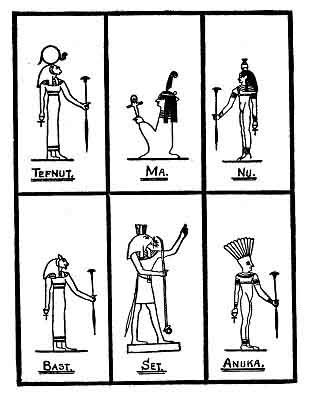 TEFNUT.
MA.
NU.
BAST.
SET.
ANUKA.